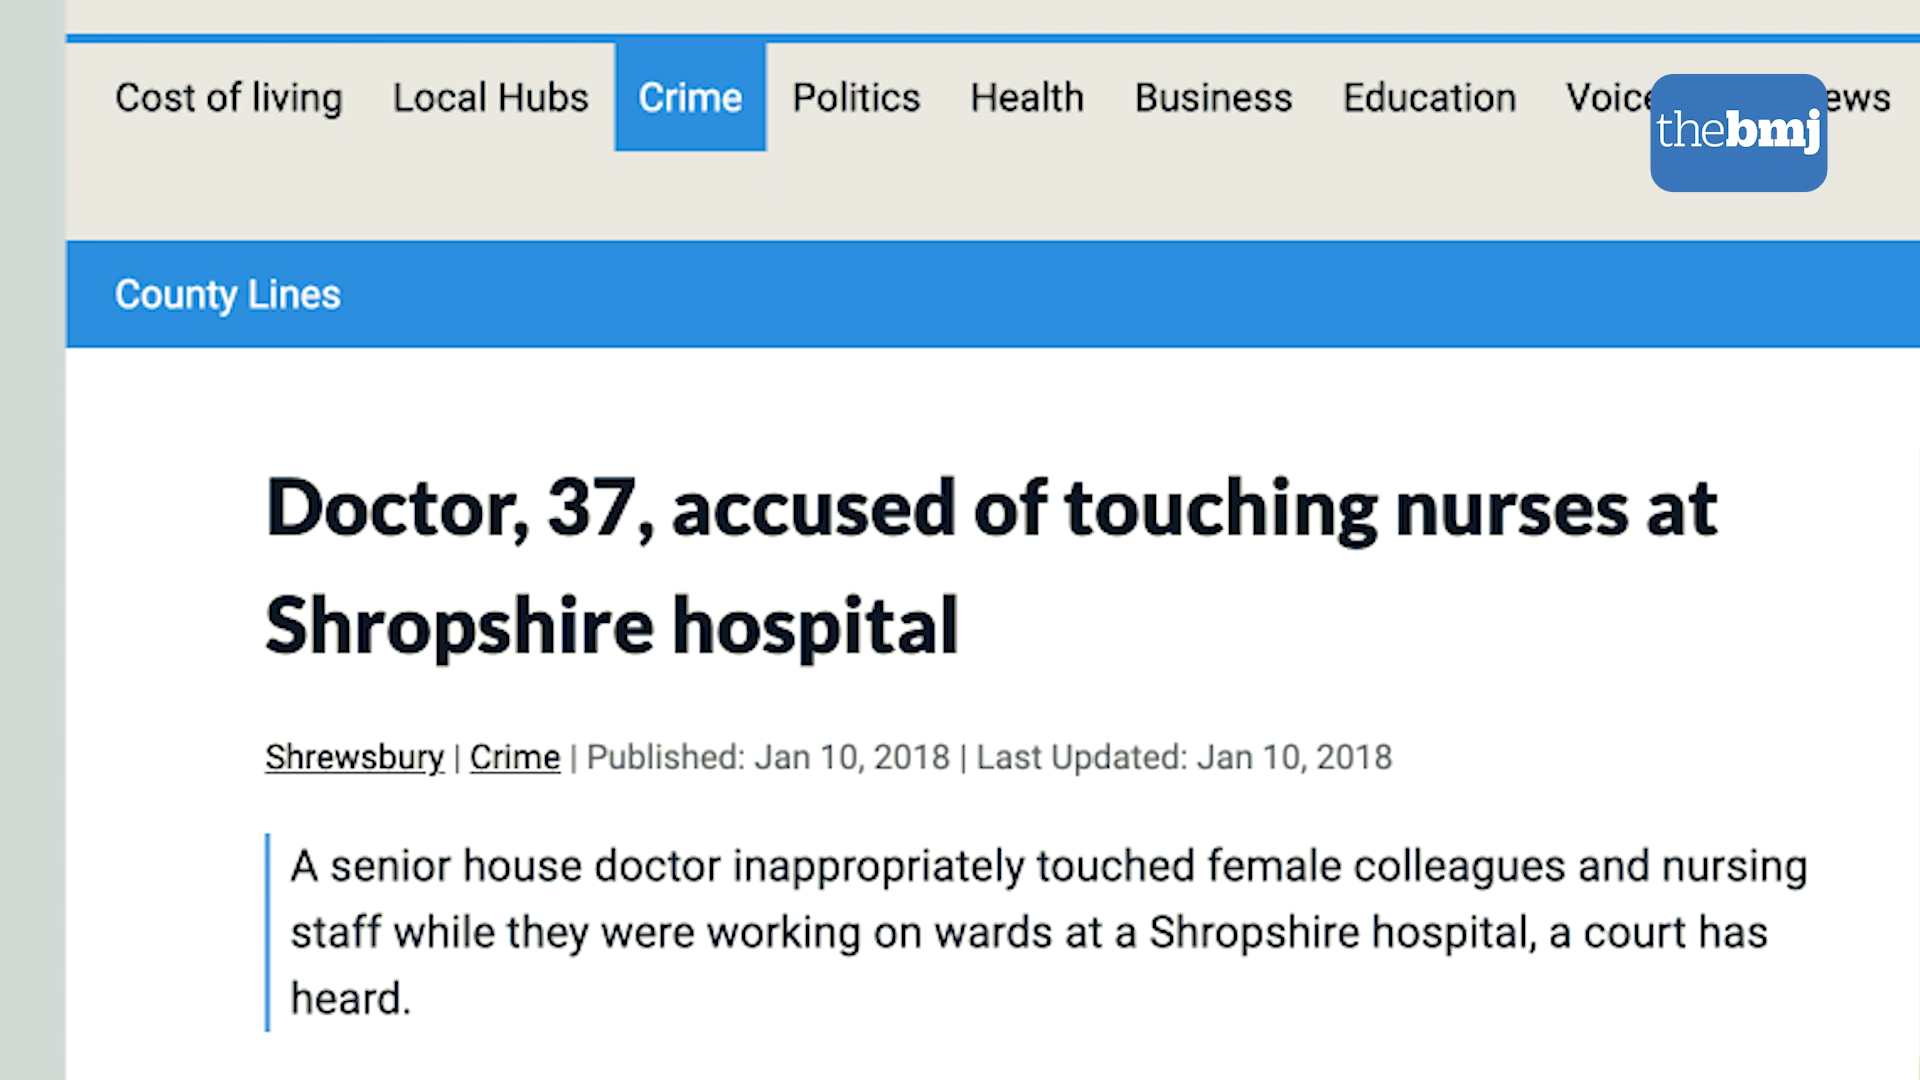 Cost of living Local Hubs Crime Politics Health Business Education
thebmj
County Lines
Doctor, 37, accused of touching nurses at
Shropshire hospital
Shrewsbury | Crime | Published: Jan 10, 2018 | Last Updated: Jan 10, 2018
A senior house doctor inappropriately touched female colleagues and nursing
staff while they were working on wards at a Shropshire hospital, a court has
heard.